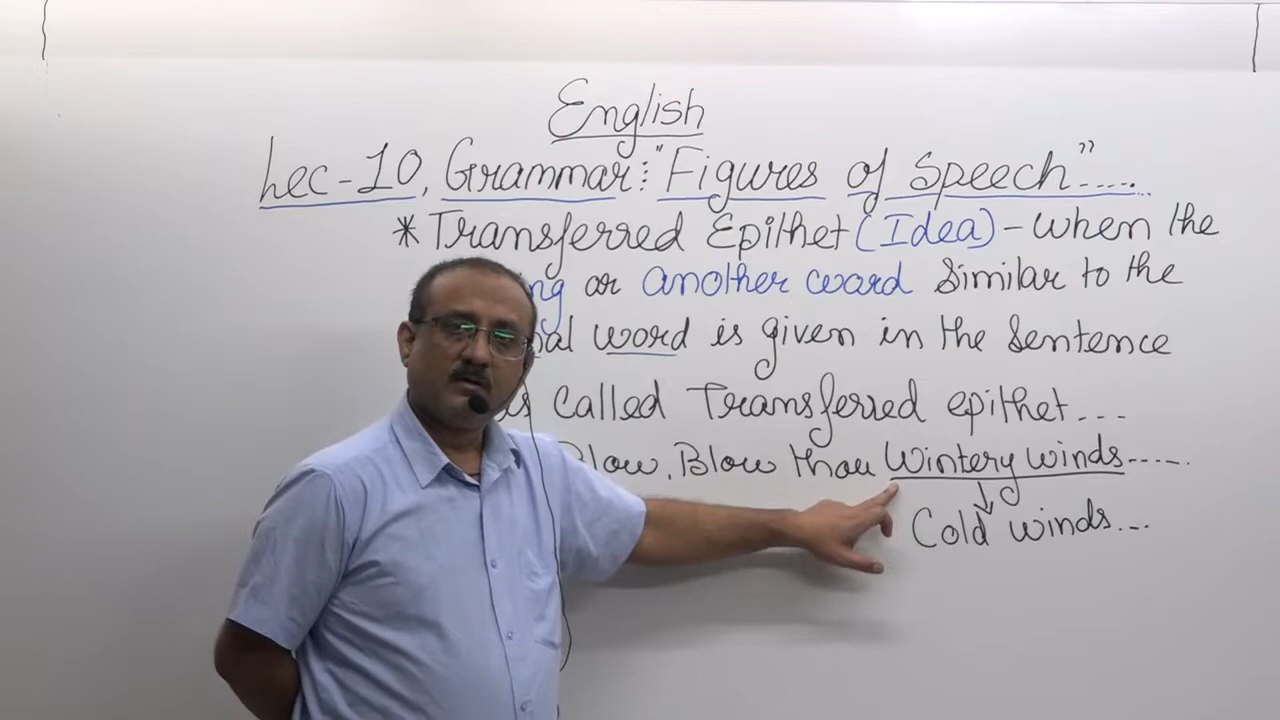 English
Lec-10, Grammar: "Figures of Speech".....
* Transferred Epithet (Idea) - When the
or another word Similar to the
word is given in the Sentence
is called Transferred epithet...
Blow, Blow thou Wintery winds.....
Cold winds...